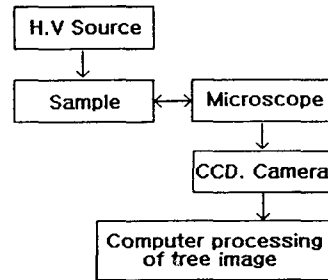 H.V Source
Sample
Microscope
CCD. Camera
Computer processing
of tree image